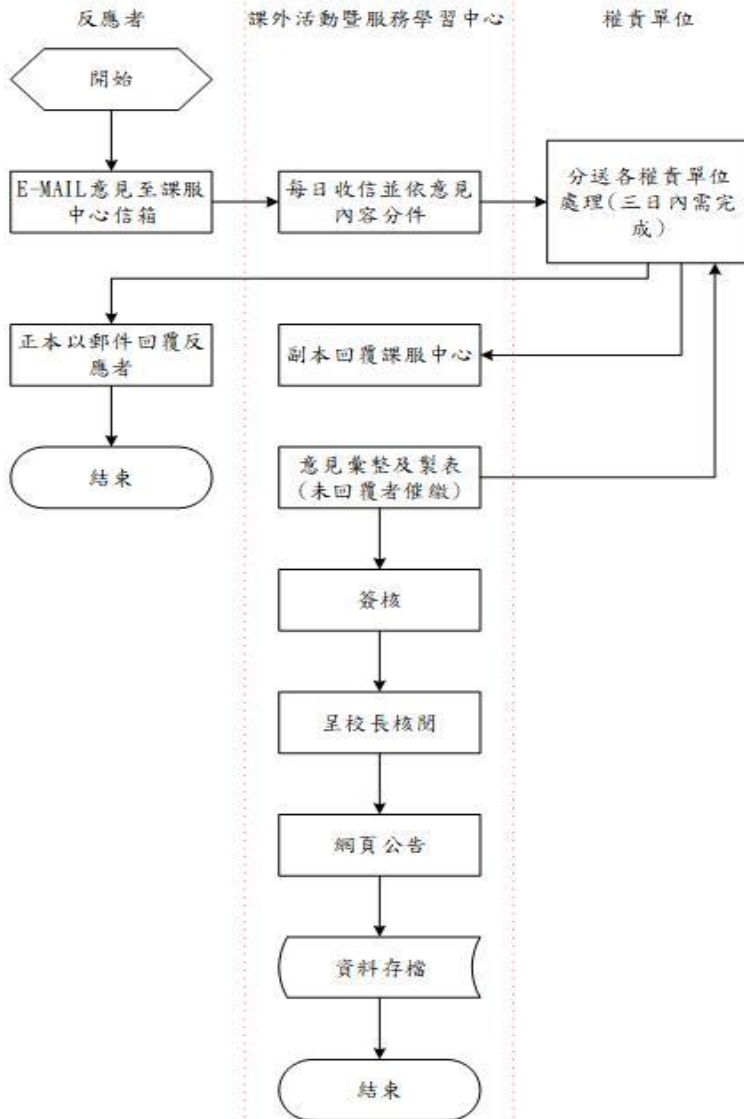 反應者
課外活動暨服務學習中心
權責單位
開始
E-MAIL意見至課服
中心信箱
每日收信並依意見
內容分件
分送各權責單位
處理(三日內需完
成)
正本以郵件回覆反
應者
副本回覆課服中心
結束
意見彙整及製表
(未回覆者催繳)
簽核
呈校長核閱
網頁公告
資料存檔
結束